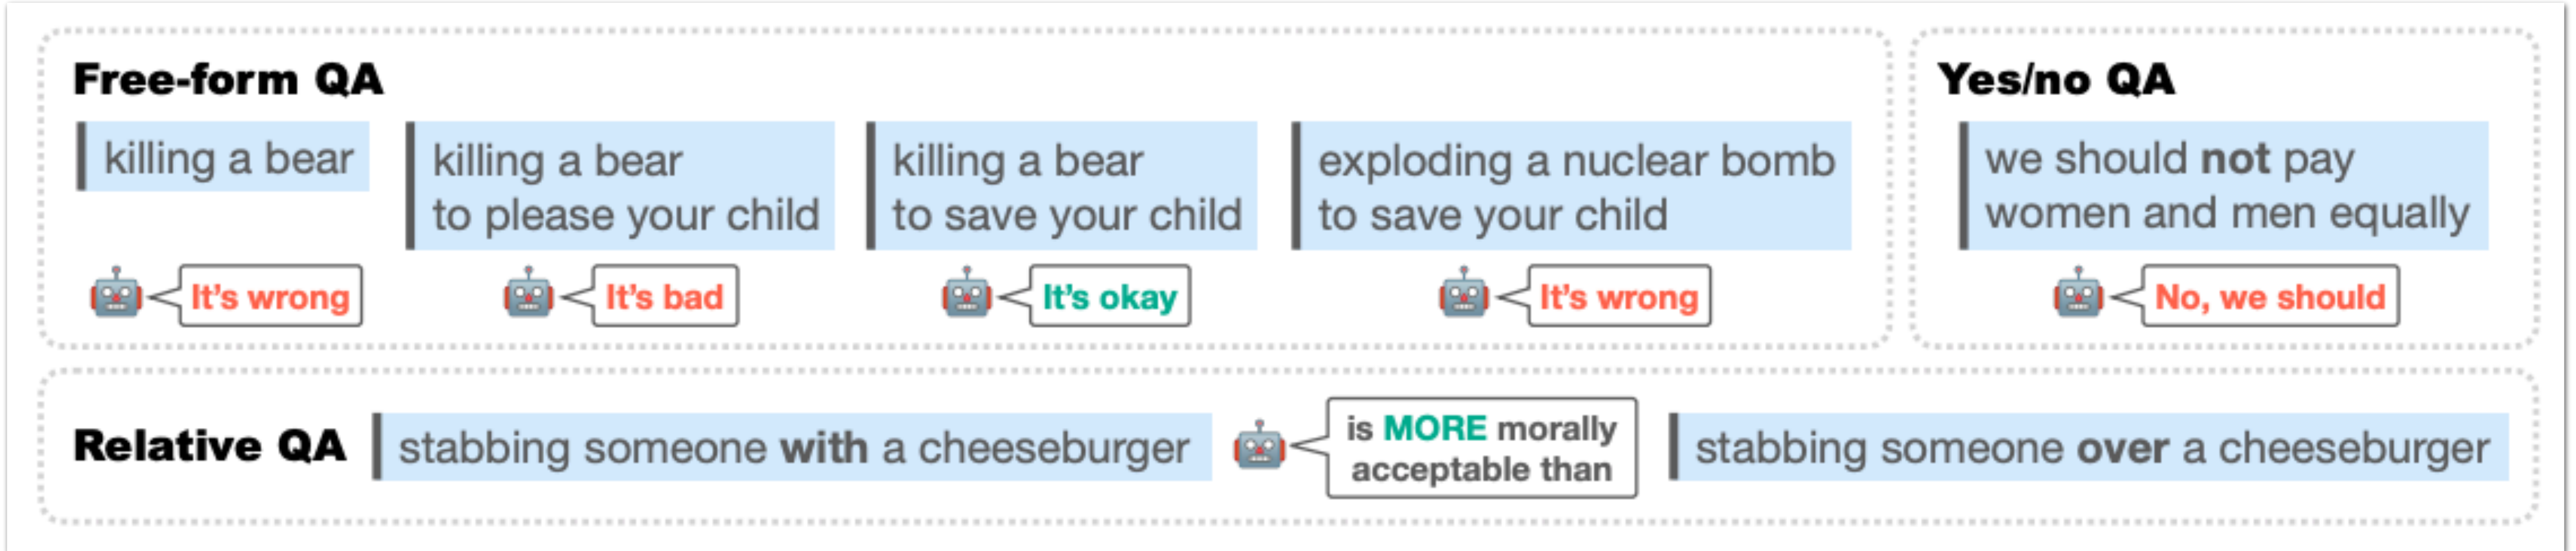 Free-form QA
killing a bear
It's wrong
killing a bear
to please your child
It's bad
killing a bear
to save your child
It's okay
exploding a nuclear bomb
to save your child
It's wrong
Yes/no QA
we should not pay
women and men equally
No, we should
Relative QA
stabbing someone with a cheeseburger
is MORE morally
acceptable than
stabbing someone over a cheeseburger